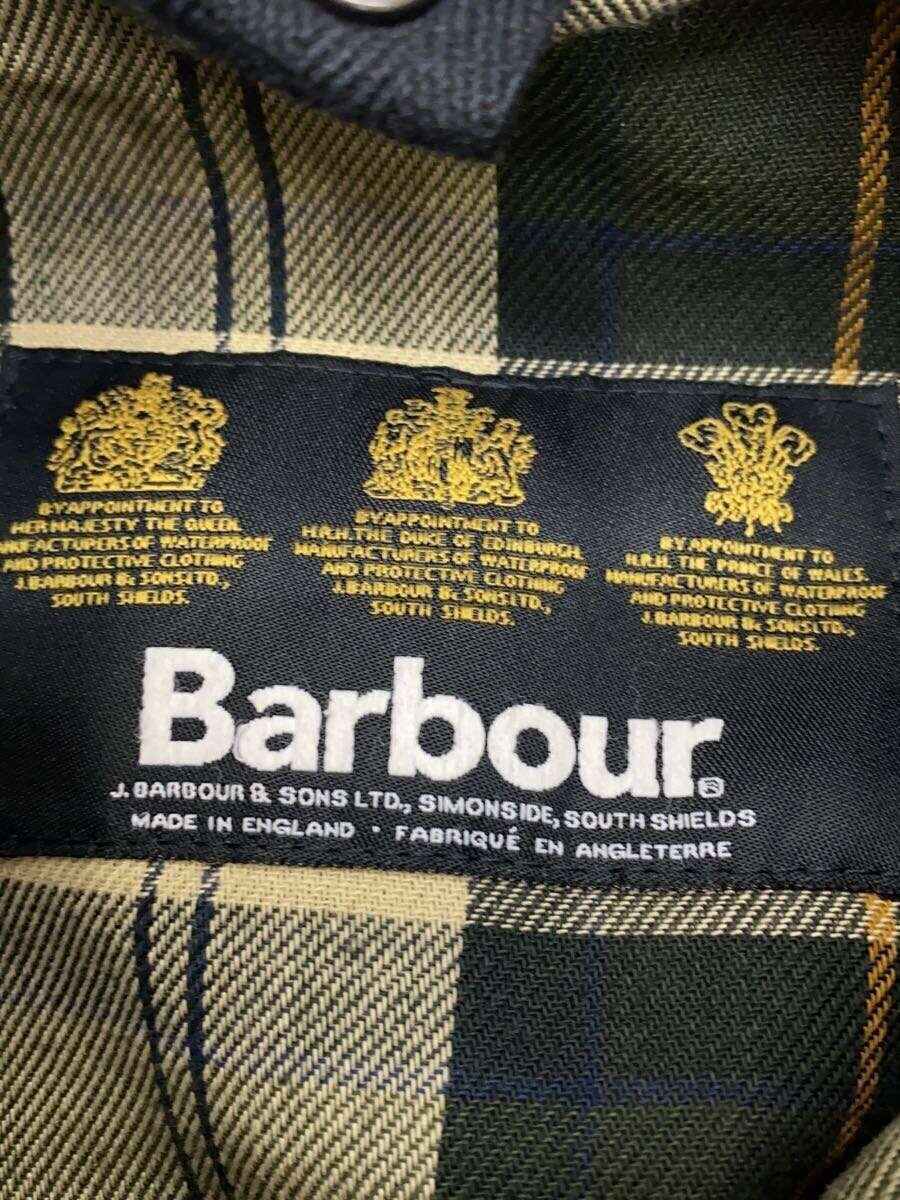 BY APPOINTMENT TO
HER MAJESTY THE QUEEN
MANUFACTURERS OF WATERPROOF
AND PROTECTIVE CLOTHING
J.BARBOUR & SONS LTD.,
SOUTH SHIELDS.
BY APPOINTMENT TO
H.R.H. THE DUKE OF EDINBURGH.
MANUFACTURERS OF WATERPROOF
AND PROTECTIVE CLOTHING
J.BARBOUR & SONS LTD.,
SOUTH SHIELDS.
BY APPOINTMENT TO
H.R.H. THE PRINCE OF WALES.
MANUFACTURERS OF WATERPROOF
AND PROTECTIVE CLOTHING
J.BARBOUR & SONS LTD.,
SOUTH SHIELDS.
Barbour®
J. BARBOUR & SONS LTD., SIMONSIDE, SOUTH SHIELDS
MADE IN ENGLAND · FABRIQUÉ EN ANGLETERRE